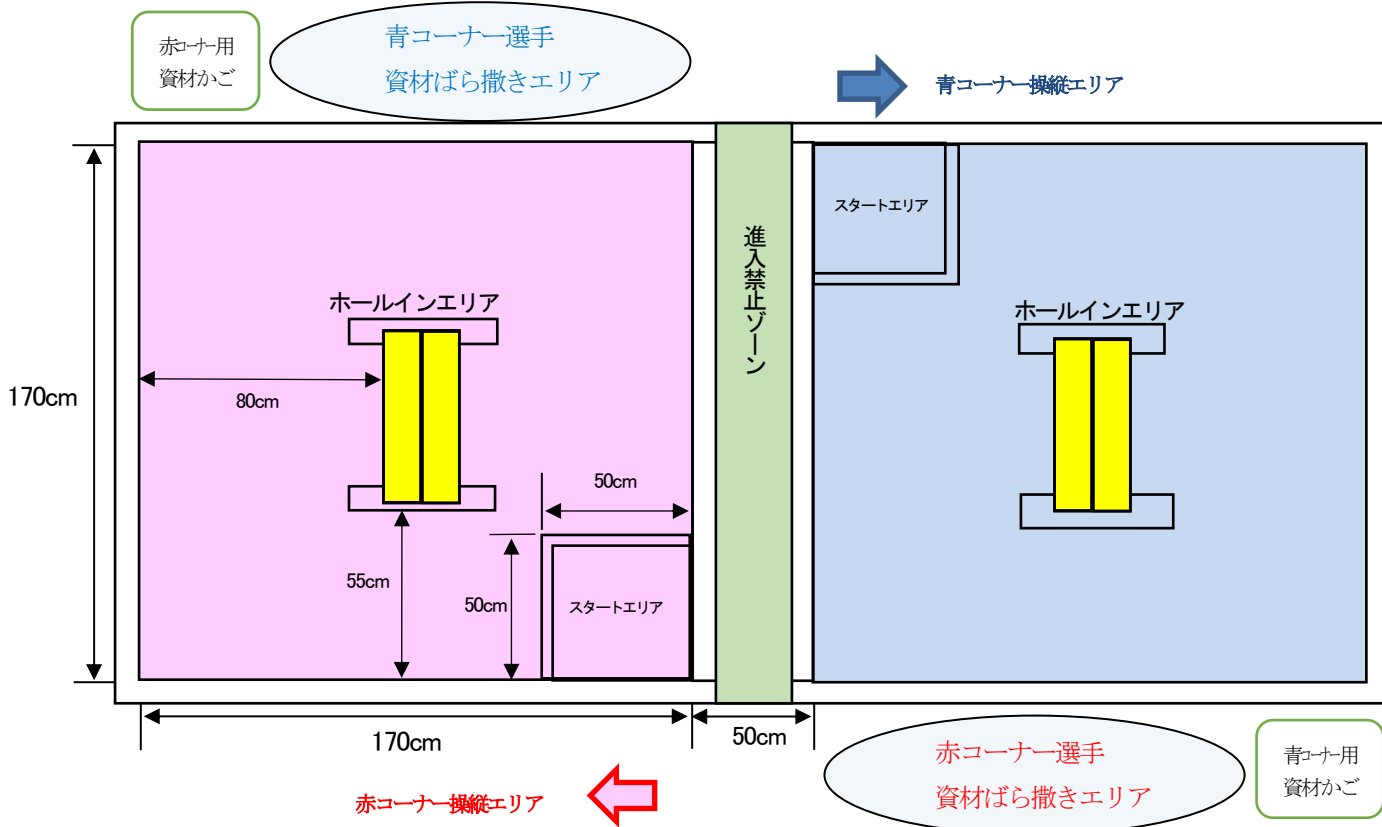 赤コーナー用
資材かご
青コーナー選手
資材ばら撒きエリア
青コーナー操縦エリア
スタートエリア
進入禁止ゾーン
ホールインエリア
ホールインエリア
170cm
80cm
50cm
55cm
50cm
スタートエリア
170cm
50cm
赤コーナー選手
資材ばら撒きエリア
青コーナー用
資材かご
赤コーナー操縦エリア